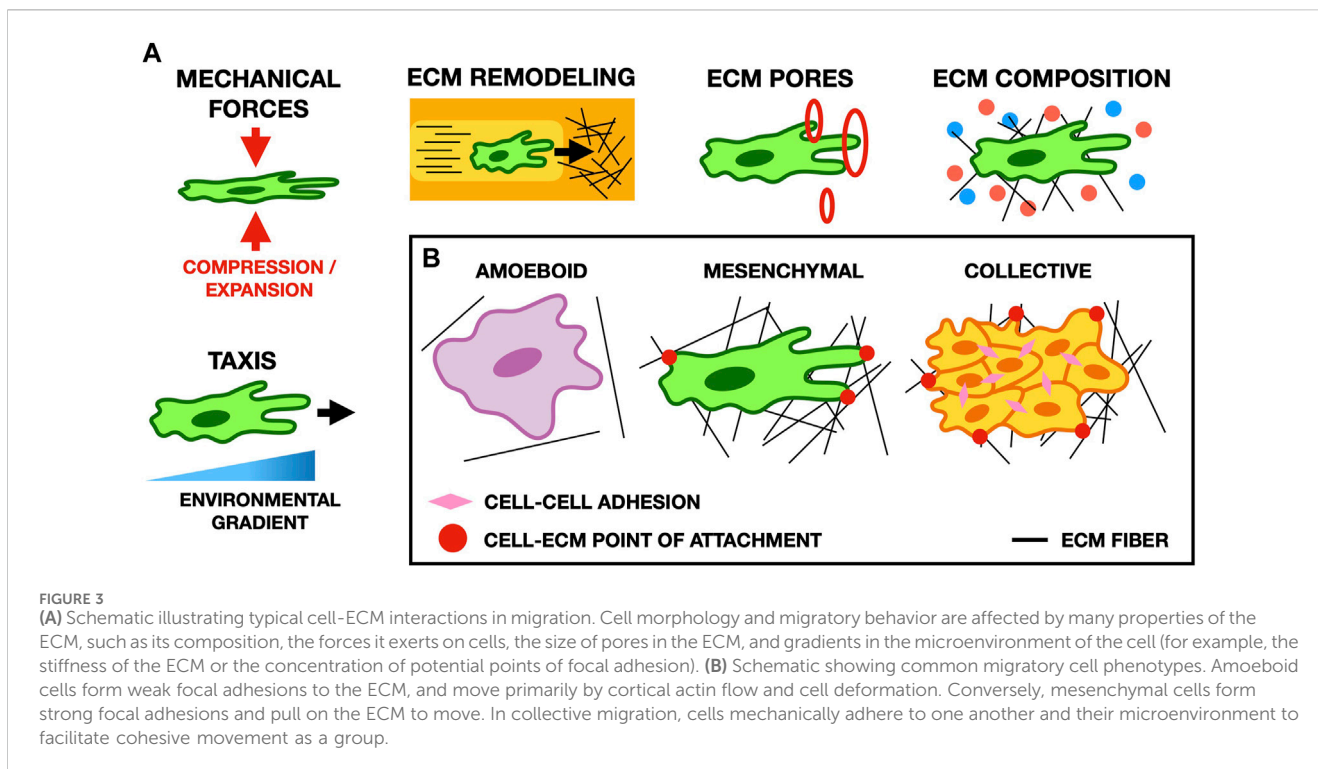 A
MECHANICAL
FORCES
COMPRESSION /
EXPANSION
ECM REMODELING
ECM PORES
ECM COMPOSITION
TAXIS
ENVIRONMENTAL
GRADIENT
B
AMOEBOID
MESENCHYMAL
COLLECTIVE
CELL-CELL ADHESION
CELL-ECM POINT OF ATTACHMENT
ECM FIBER
FIGURE 3
(A) Schematic illustrating typical cell-ECM interactions in migration. Cell morphology and migratory behavior are affected by many properties of the
ECM, such as its composition, the forces it exerts on cells, the size of pores in the ECM, and gradients in the microenvironment of the cell (for example, the
stiffness of the ECM or the concentration of potential points of focal adhesion). (B) Schematic showing common migratory cell phenotypes. Amoeboid
cells form weak focal adhesions to the ECM, and move primarily by cortical actin flow and cell deformation. Conversely, mesenchymal cells form
strong focal adhesions and pull on the ECM to move. In collective migration, cells mechanically adhere to one another and their microenvironment to
facilitate cohesive movement as a group.